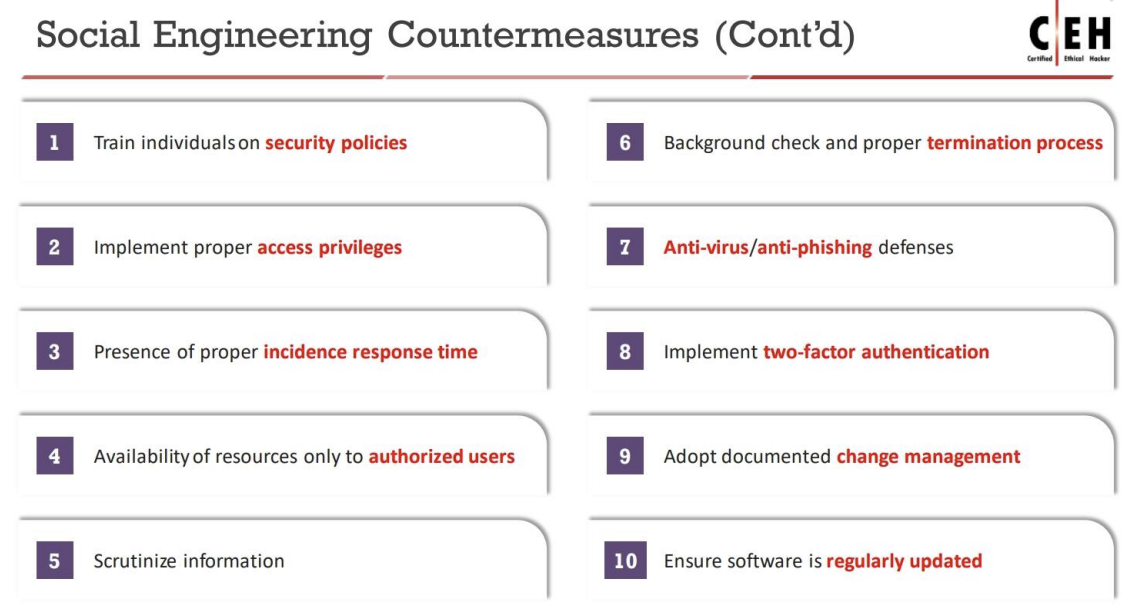 Social Engineering Countermeasures (Cont’d)
C|EH
Certified Ethical Hacker
1 Train individuals on security policies
2 Implement proper access privileges
3 Presence of proper incidence response time
4 Availability of resources only to authorized users
5 Scrutinize information
6 Background check and proper termination process
7 Anti-virus/anti-phishing defenses
8 Implement two-factor authentication
9 Adopt documented change management
10 Ensure software is regularly updated